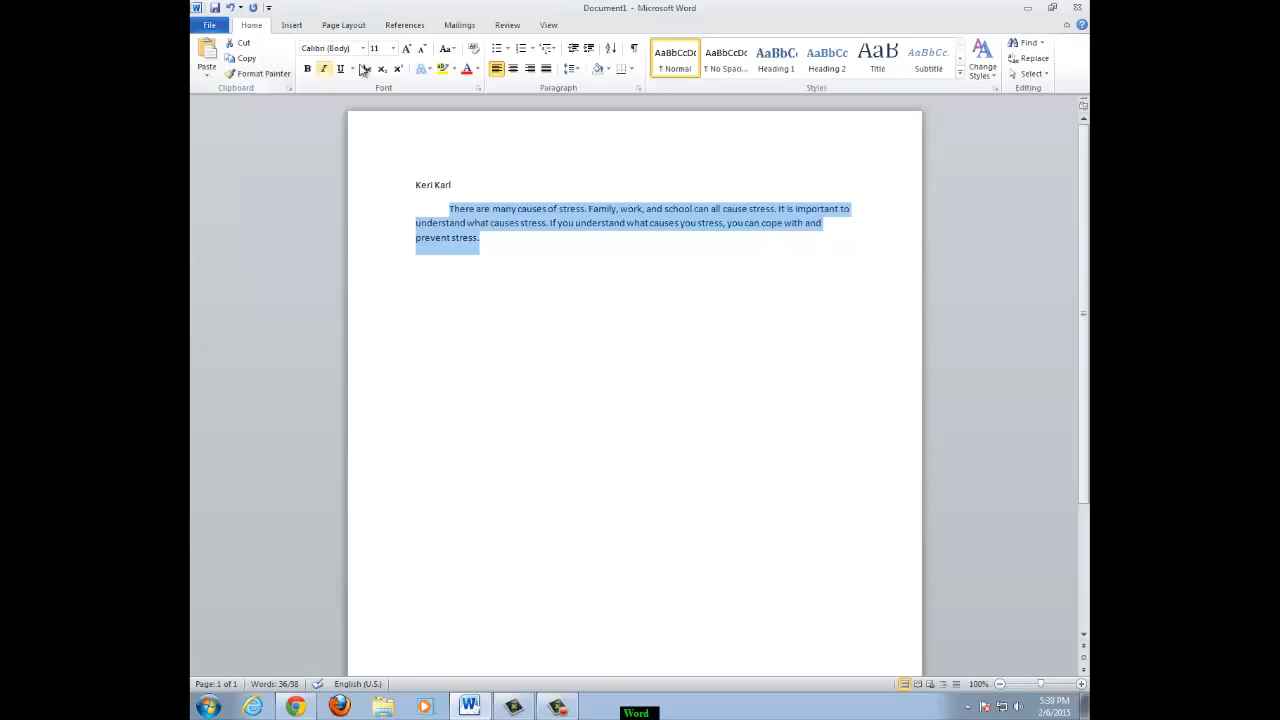 Document1 - Microsoft Word
File Home Insert Page Layout References Mailings Review View
Paste
Cut
Copy
Format Painter
Clipboard
Calibri (Body) 11
Font
Paragraph
AaBbCcDc AaBbCcDc AaBbC( AaBbCc AaB AaBbCc.
¶ Normal ¶ No Spaci... Heading 1 Heading 2 Title Subtitle
Styles
Change
Styles
Find
Replace
Select
Editing
Keri Karl
There are many causes of stress. Family, work, and school can all cause stress. It is important to
understand what causes stress. If you understand what causes you stress, you can cope with and
prevent stress.
Page: 1 of 1 Words: 36/38 English (U.S.) 100%
Word
5:39 PM
2/6/2015